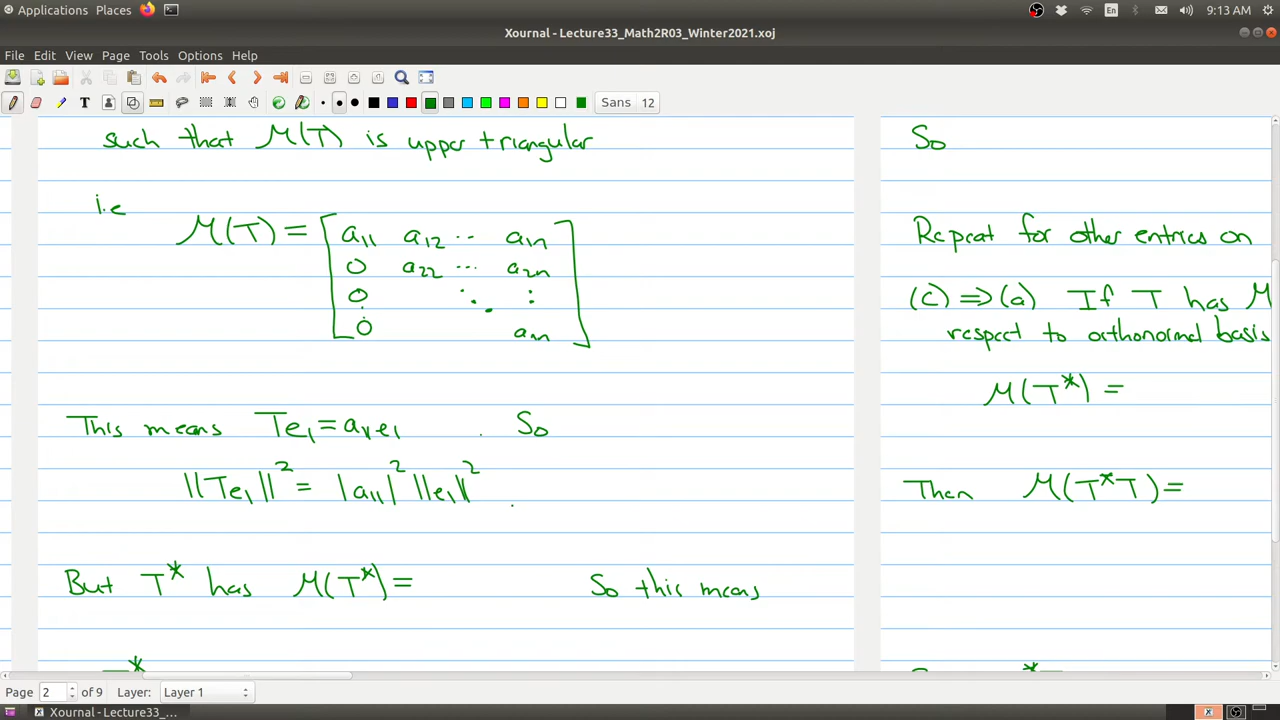 Applications Places En 9:13 AM
Xournal - Lecture33_Math2R03_Winter2021.xoj
File Edit View Page Tools Options Help
T Sans 12
such that M(T) is upper triangular
i.e
M(T) = [ a11 a12 ... a1n
0 a22 ... a2n
0 ⋱ :
:
0 ann ]
This means Te1 = a11e1 . So
||Te1||² = |a11|² ||e1||² .
But T* has M(T*) = So this means
T*
So
Repeat for other entries on
(c) ⇒ (a) If T has M
respect to orthonormal basis
M(T*) =
Then M(T*T) =
Page 2 of 9 Layer: Layer 1
Xournal - Lecture33_...